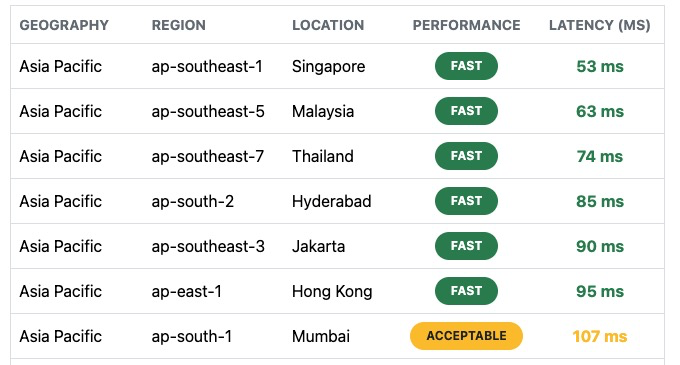 GEOGRAPHY REGION LOCATION PERFORMANCE LATENCY (MS)
Asia Pacific ap-southeast-1 Singapore FAST 53 ms
Asia Pacific ap-southeast-5 Malaysia FAST 63 ms
Asia Pacific ap-southeast-7 Thailand FAST 74 ms
Asia Pacific ap-south-2 Hyderabad FAST 85 ms
Asia Pacific ap-southeast-3 Jakarta FAST 90 ms
Asia Pacific ap-east-1 Hong Kong FAST 95 ms
Asia Pacific ap-south-1 Mumbai ACCEPTABLE 107 ms